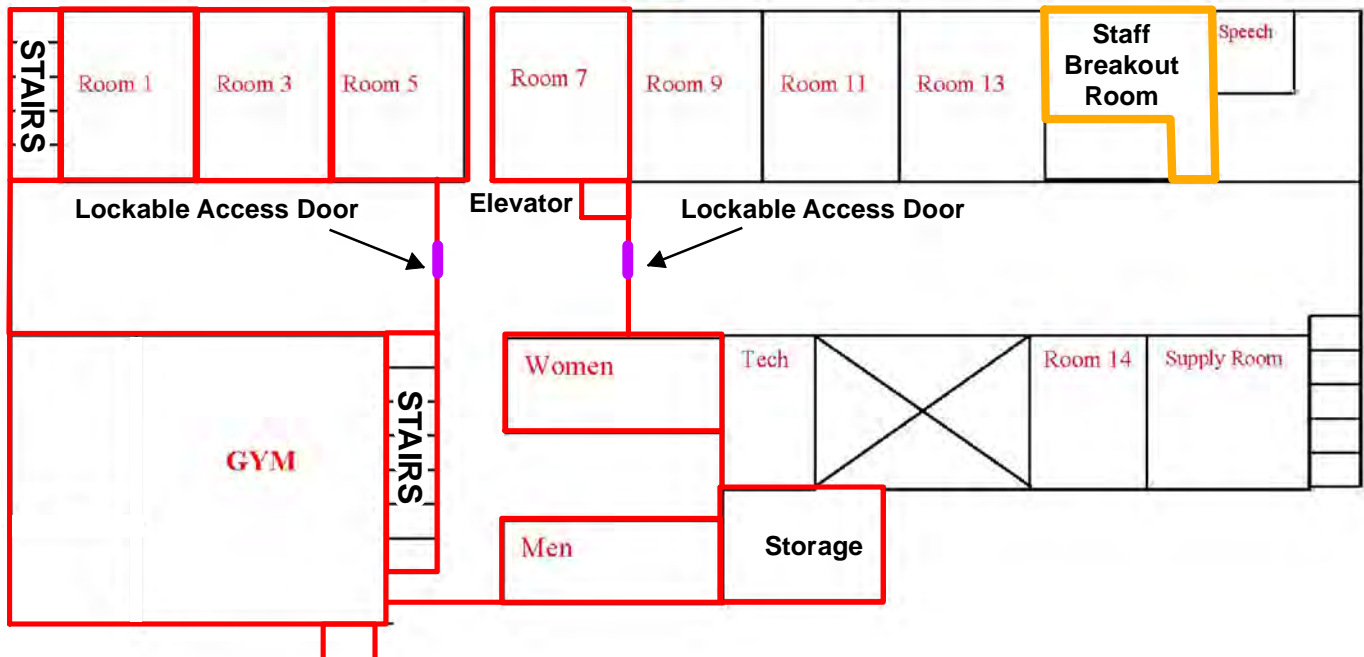 STAIRS
Room 1
Room 3
Room 5
Room 7
Room 9
Room 11
Room 13
Staff
Breakout
Room
Speech
Lockable Access Door
Elevator
Lockable Access Door
GYM
STAIRS
Women
Men
Tech
Storage
Room 14
Supply Room